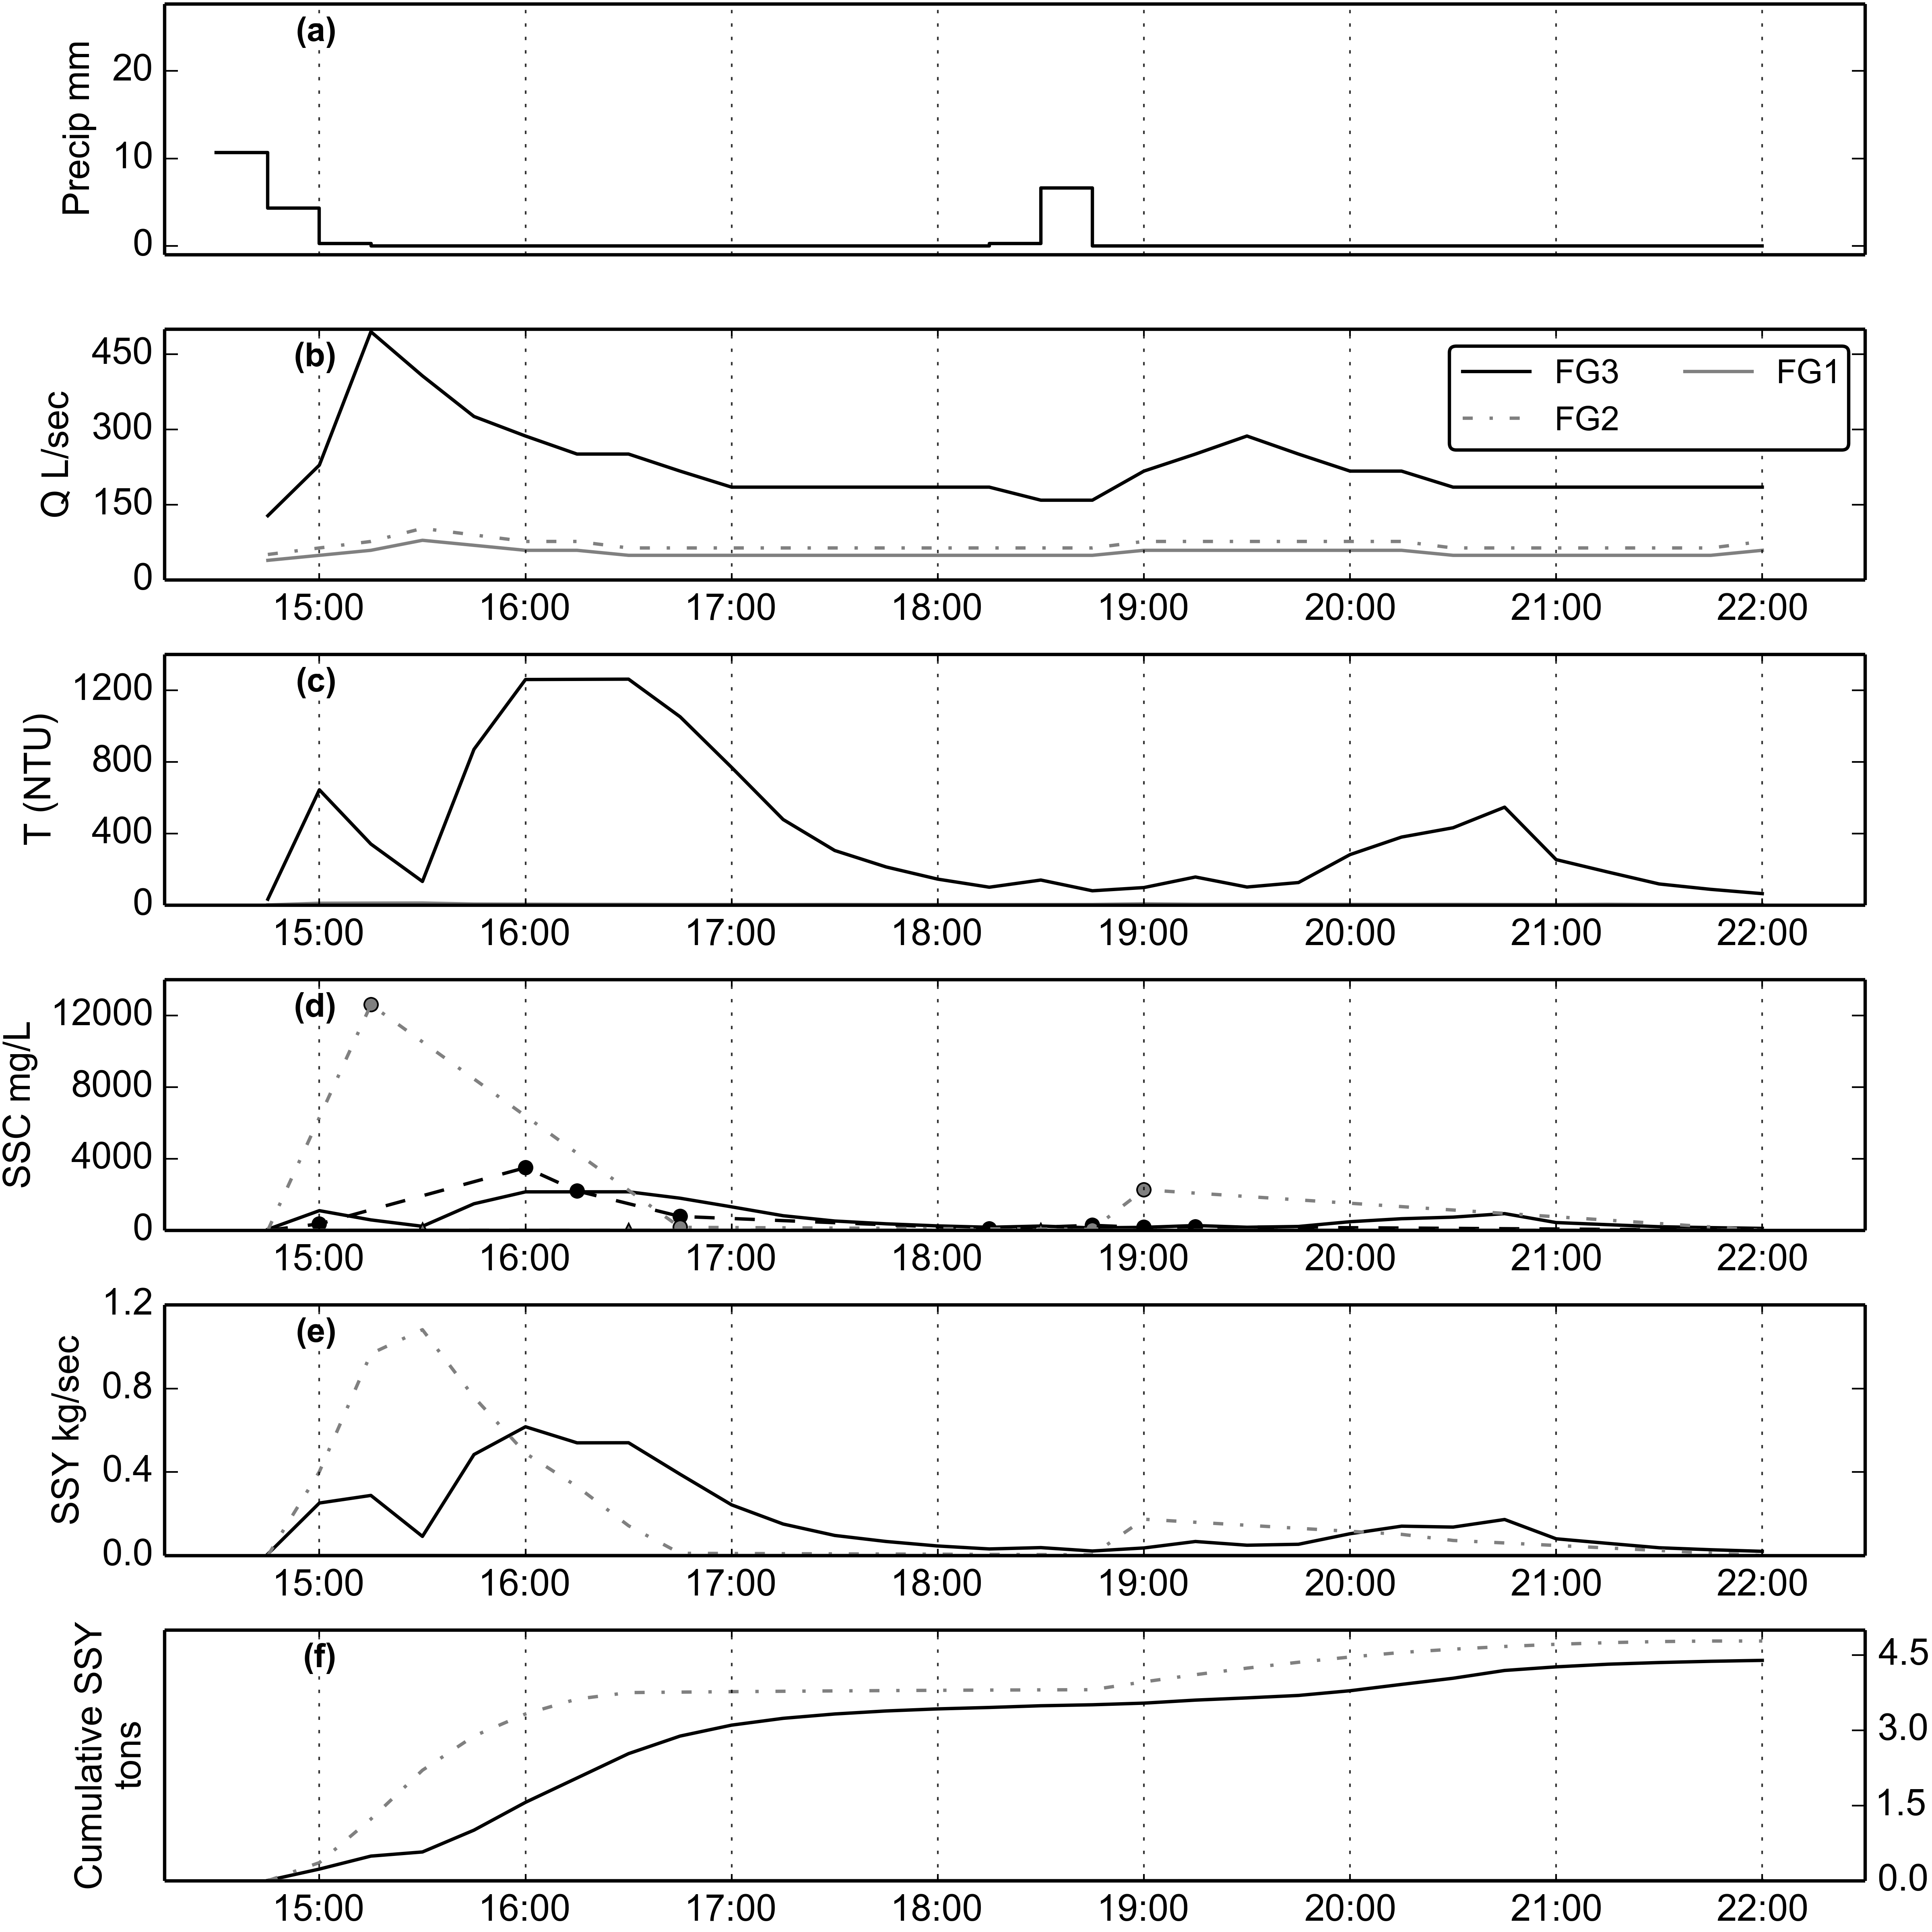 (a)
Precip mm
20
10
0
(b)
Q L/sec
450
300
150
0
FG3 FG1
FG2
15:00 16:00 17:00 18:00 19:00 20:00 21:00 22:00
(c)
T (NTU)
1200
800
400
0
15:00 16:00 17:00 18:00 19:00 20:00 21:00 22:00
(d)
SSC mg/L
12000
8000
4000
0
15:00 16:00 17:00 18:00 19:00 20:00 21:00 22:00
(e)
SSY kg/sec
1.2
0.8
0.4
0.0
15:00 16:00 17:00 18:00 19:00 20:00 21:00 22:00
(f)
Cumulative SSY
tons
4.5
3.0
1.5
0.0
15:00 16:00 17:00 18:00 19:00 20:00 21:00 22:00